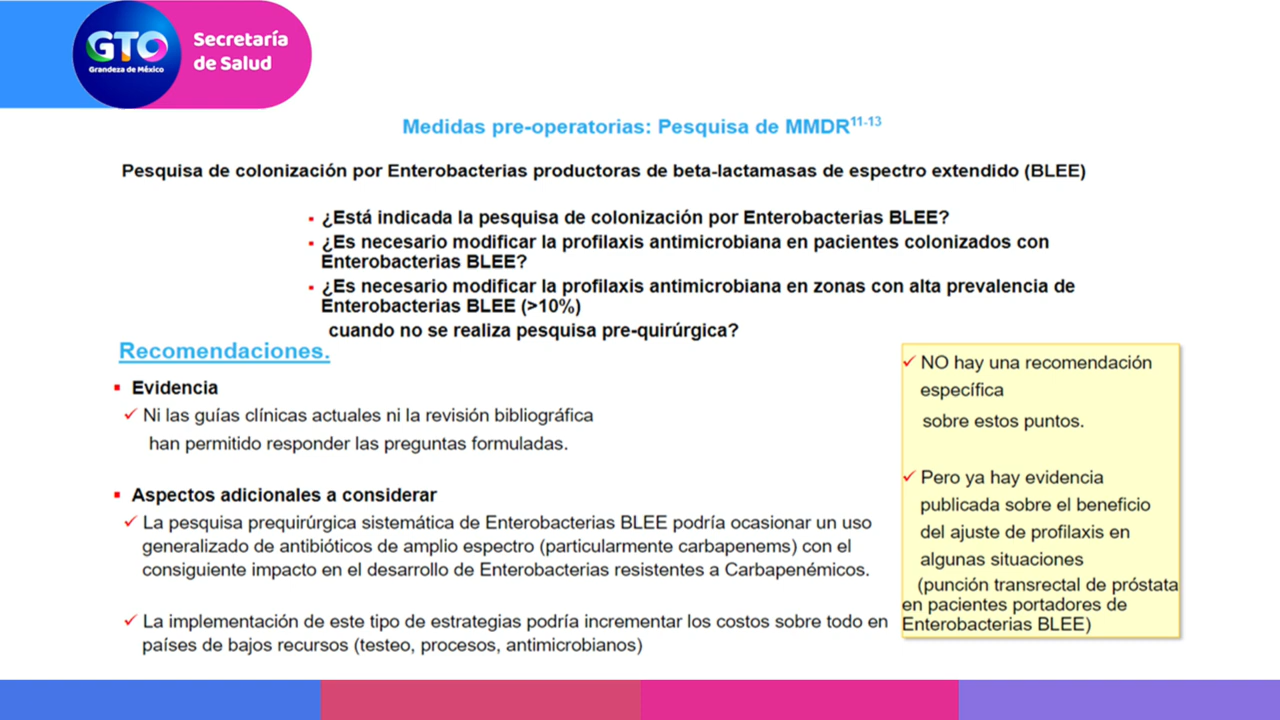 GTO
Grandeza de México
Secretaría
de Salud
Medidas pre-operatorias: Pesquisa de MMDR11-13
Pesquisa de colonización por Enterobacterias productoras de beta-lactamasas de espectro extendido (BLEE)
▪ ¿Está indicada la pesquisa de colonización por Enterobacterias BLEE?
▪ ¿Es necesario modificar la profilaxis antimicrobiana en pacientes colonizados con
Enterobacterias BLEE?
▪ ¿Es necesario modificar la profilaxis antimicrobiana en zonas con alta prevalencia de
Enterobacterias BLEE (>10%)
cuando no se realiza pesquisa pre-quirúrgica?
Recomendaciones.
▪ Evidencia
✓ Ni las guías clínicas actuales ni la revisión bibliográfica
han permitido responder las preguntas formuladas.
▪ Aspectos adicionales a considerar
✓ La pesquisa prequirúrgica sistemática de Enterobacterias BLEE podría ocasionar un uso
generalizado de antibióticos de amplio espectro (particularmente carbapenems) con el
consiguiente impacto en el desarrollo de Enterobacterias resistentes a Carbapenémicos.
✓ La implementación de este tipo de estrategias podría incrementar los costos sobre todo en
países de bajos recursos (testeo, procesos, antimicrobianos)
✓ NO hay una recomendación
específica
sobre estos puntos.
✓ Pero ya hay evidencia
publicada sobre el beneficio
del ajuste de profilaxis en
algunas situaciones
(punción transrectal de próstata
en pacientes portadores de
Enterobacterias BLEE)